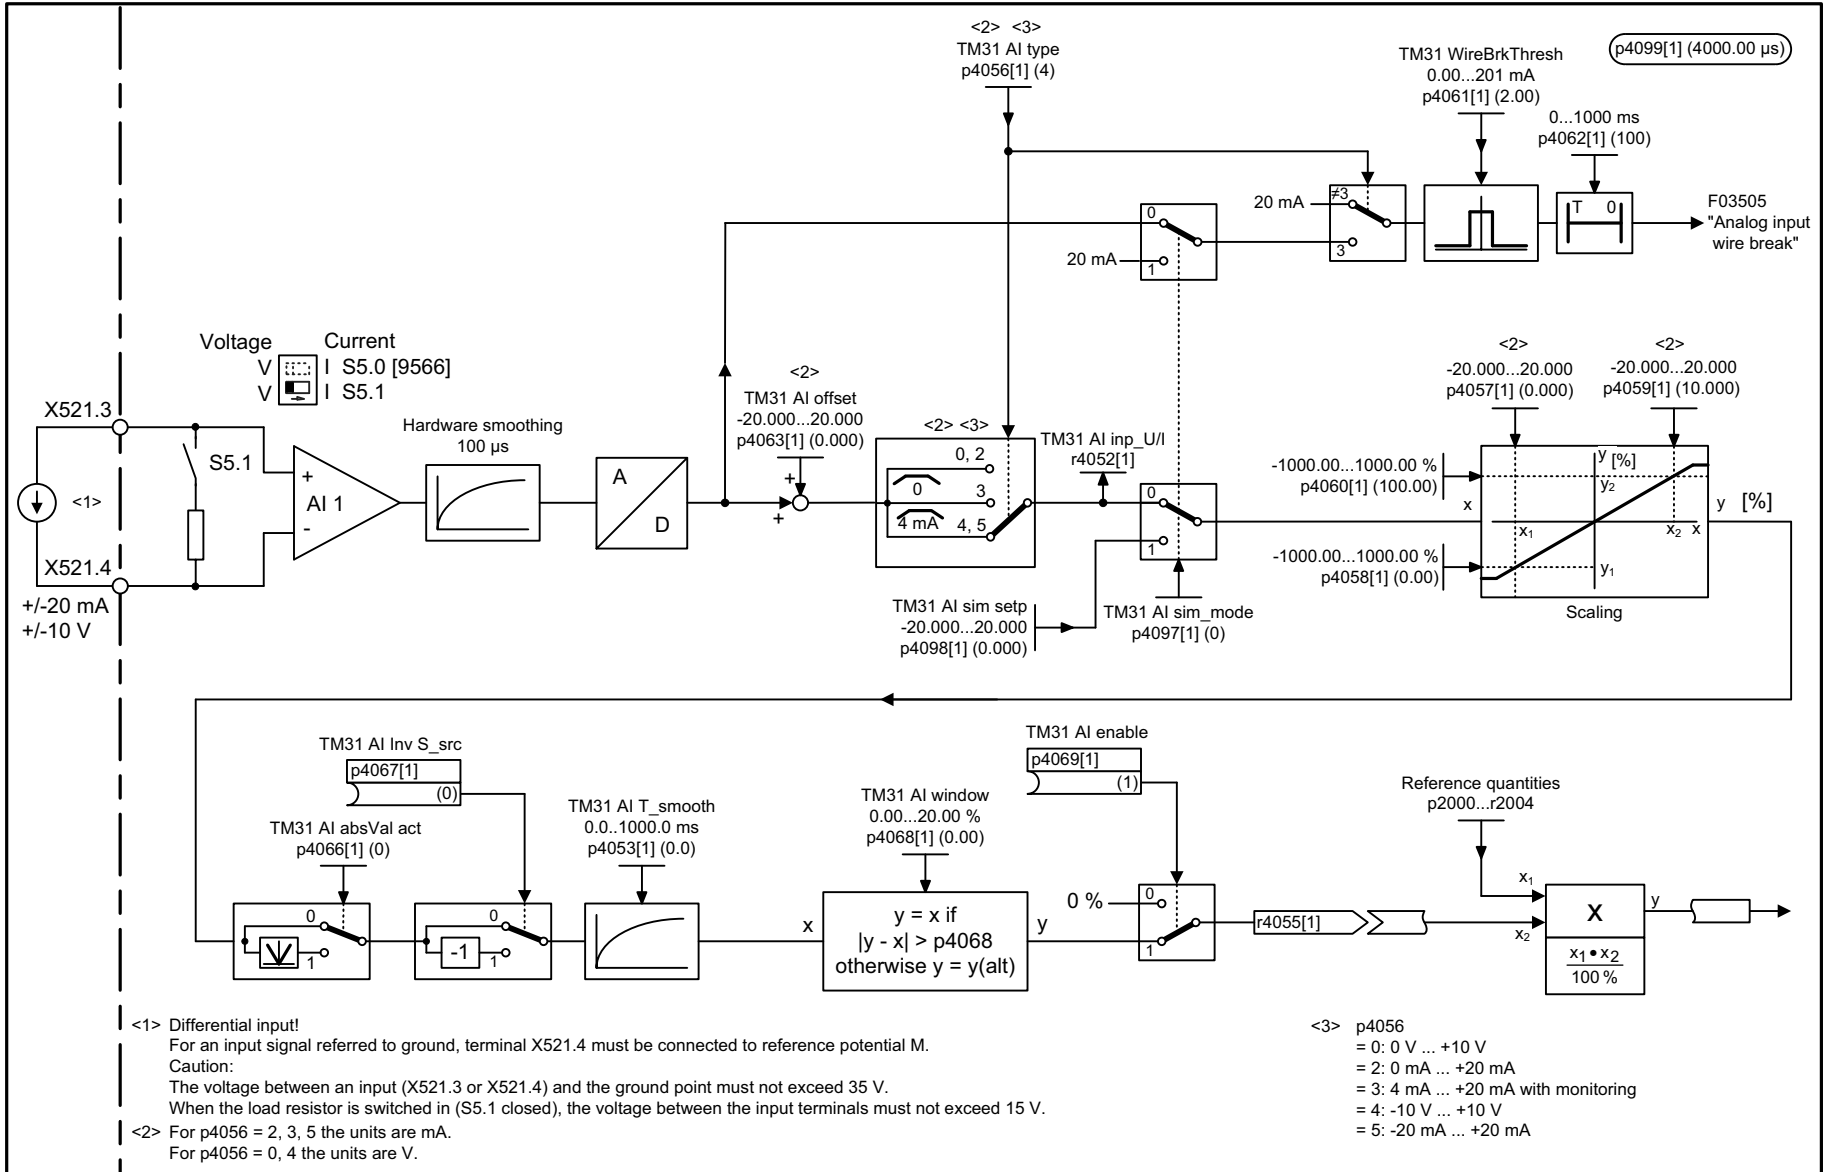 <2> <3>
TM31 AI type
p4056[1] (4)
TM31 WireBrkThresh
0.00...201 mA
p4061[1] (2.00)
p4099[1] (4000.00 µs)
0...1000 ms
p4062[1] (100)
0
20 mA
1
≠3
20 mA
3
T 0
F03505
"Analog input
wire break"
Voltage Current
V I S5.0 [9566]
V I S5.1
X521.3
S5.1
<1>
X521.4
+/-20 mA
+/-10 V
+
AI 1
-
Hardware smoothing
100 µs
A
D
<2>
TM31 AI offset
-20.000...20.000
p4063[1] (0.000)
+
+
<2> <3>
0, 2
0
3
4 mA
4, 5
TM31 AI inp_U/I
r4052[1]
0
1
TM31 AI sim setp
-20.000...20.000
p4098[1] (0.000)
TM31 AI sim_mode
p4097[1] (0)
<2>
-20.000...20.000
p4057[1] (0.000)
<2>
-20.000...20.000
p4059[1] (10.000)
-1000.00...1000.00 %
p4060[1] (100.00)
x
-1000.00...1000.00 %
p4058[1] (0.00)
y [%]
y2
x1
x2 x
y1
Scaling
y [%]
TM31 AI Inv S_src
p4067[1]
(0)
TM31 AI absVal act
p4066[1] (0)
0
1
0
-1
1
TM31 AI T_smooth
0.0..1000.0 ms
p4053[1] (0.0)
TM31 AI window
0.00...20.00 %
p4068[1] (0.00)
x
y = x if
|y - x| > p4068
otherwise y = y(alt)
y
TM31 AI enable
p4069[1]
(1)
0 %
0
1
r4055[1]
Reference quantities
p2000...r2004
x1
x2
X
x1 • x2
100 %
y
<1> Differential input!
For an input signal referred to ground, terminal X521.4 must be connected to reference potential M.
Caution:
The voltage between an input (X521.3 or X521.4) and the ground point must not exceed 35 V.
When the load resistor is switched in (S5.1 closed), the voltage between the input terminals must not exceed 15 V.
<2> For p4056 = 2, 3, 5 the units are mA.
For p4056 = 0, 4 the units are V.
<3> p4056
= 0: 0 V ... +10 V
= 2: 0 mA ... +20 mA
= 3: 4 mA ... +20 mA with monitoring
= 4: -10 V ... +10 V
= 5: -20 mA ... +20 mA